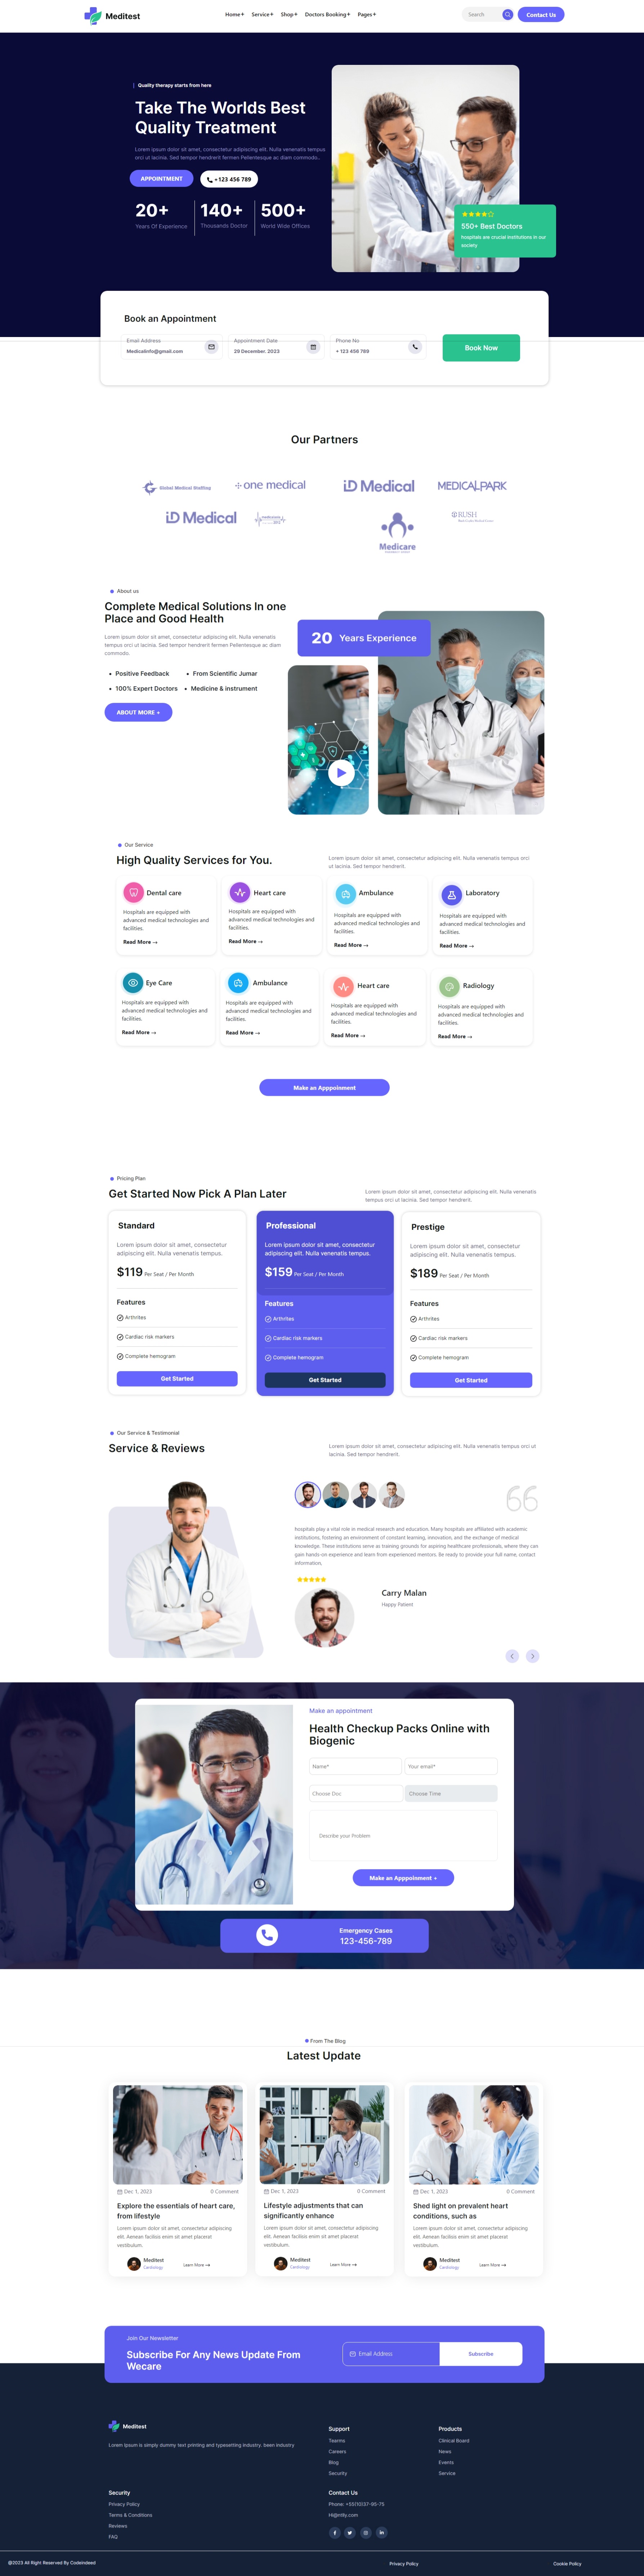 Meditest
Home+ Service+ Shop+ Doctors Booking+ Pages+
Search
Contact Us
Quality therapy starts from here
Take The Worlds Best
Quality Treatment
Lorem ipsum dolor sit amet, consectetur adipiscing elit. Nulla venenatis tempus
orci ut lacinia. Sed tempor hendrerit fermen Pellentesque ac diam commodo..
APPOINTMENT
+123 456 789
20+ 140+ 500+
Years Of Experience Thousands Doctor World Wide Offices
550+ Best Doctors
hospitals are crucial institutions in our
society
Book an Appointment
Email Address
Medicalinfo@gmail.com
Appointment Date
29 December. 2023
Phone No
+ 123 456 789
Book Now
Our Partners
Global Medical Staffing
one medical
iD Medical
MEDICALPARK
iD Medical
Medicare
RUSH
About us
Complete Medical Solutions In one
Place and Good Health
Lorem ipsum dolor sit amet, consectetur adipiscing elit. Nulla venenatis
tempus orci ut lacinia. Sed tempor hendrerit fermen Pellentesque ac diam
commodo.
Positive Feedback
From Scientific Jumar
100% Expert Doctors
Medicine & instrument
ABOUT MORE +
20 Years Experience
Our Service
High Quality Services for You.
Lorem ipsum dolor sit amet, consectetur adipiscing elit. Nulla venenatis tempus orci
ut lacinia. Sed tempor hendrerit.
Dental care
Hospitals are equipped with
advanced medical technologies and
facilities.
Read More →
Heart care
Hospitals are equipped with
advanced medical technologies and
facilities.
Read More →
Ambulance
Hospitals are equipped with
advanced medical technologies and
facilities.
Read More →
Laboratory
Hospitals are equipped with
advanced medical technologies and
facilities.
Read More →
Eye Care
Hospitals are equipped with
advanced medical technologies and
facilities.
Read More →
Ambulance
Hospitals are equipped with
advanced medical technologies and
facilities.
Read More →
Heart care
Hospitals are equipped with
advanced medical technologies and
facilities.
Read More →
Radiology
Hospitals are equipped with
advanced medical technologies and
facilities.
Read More →
Make an Apppoinment
Pricing Plan
Get Started Now Pick A Plan Later
Lorem ipsum dolor sit amet, consectetur adipiscing elit. Nulla venenatis
tempus orci ut lacinia. Sed tempor hendrerit.
Standard
Lorem ipsum dolor sit amet, consectetur
adipiscing elit. Nulla venenatis tempus.
$119 Per Seat / Per Month
Features
Arthrites
Cardiac risk markers
Complete hemogram
Get Started
Professional
Lorem ipsum dolor sit amet, consectetur
adipiscing elit. Nulla venenatis tempus.
$159 Per Seat / Per Month
Features
Arthrites
Cardiac risk markers
Complete hemogram
Get Started
Prestige
Lorem ipsum dolor sit amet, consectetur
adipiscing elit. Nulla venenatis tempus.
$189 Per Seat / Per Month
Features
Arthrites
Cardiac risk markers
Complete hemogram
Get Started
Our Service & Testimonial
Service & Reviews
Lorem ipsum dolor sit amet, consectetur adipiscing elit. Nulla venenatis tempus orci ut
lacinia. Sed tempor hendrerit.
hospitals play a vital role in medical research and education. Many hospitals are affiliated with academic
institutions, fostering an environment of constant learning, innovation, and the exchange of medical
knowledge. These institutions serve as training grounds for aspiring healthcare professionals, where they can
gain hands-on experience and learn from experienced mentors. Be ready to provide your full name, contact
information,
Carry Malan
Happy Patient
Make an appointment
Health Checkup Packs Online with
Biogenic
Name*
Your email*
Choose Doc
Choose Time
Describe your Problem
Make an Apppoinment +
Emergency Cases
123-456-789
From The Blog
Latest Update
Dec 1, 2023 0 Comment
Explore the essentials of heart care,
from lifestyle
Lorem ipsum dolor sit amet, consectetur adipiscing
elit. Aenean facilisis enim sit amet placerat
vestibulum.
Meditest
Cardiology
Learn More →
Dec 1, 2023 0 Comment
Lifestyle adjustments that can
significantly enhance
Lorem ipsum dolor sit amet, consectetur adipiscing
elit. Aenean facilisis enim sit amet placerat
vestibulum.
Meditest
Cardiology
Learn More →
Dec 1, 2023 0 Comment
Shed light on prevalent heart
conditions, such as
Lorem ipsum dolor sit amet, consectetur adipiscing
elit. Aenean facilisis enim sit amet placerat
vestibulum.
Meditest
Cardiology
Learn More →
Join Our Newsletter
Subscribe For Any News Update From
Wecare
Email Address
Subscribe
Meditest
Lorem Ipsum is simply dummy text printing and typesetting industry. been industry
Support
Teams
Careers
Blog
Security
Products
Clinical Board
News
Events
Service
Security
Privacy Policy
Terms & Conditions
Reviews
FAQ
Contact Us
Phone: +55(10)37-95-75
Hi@ntly.com
@2023 All Right Reserved By Codeindeed
Privacy Policy
Cookie Policy